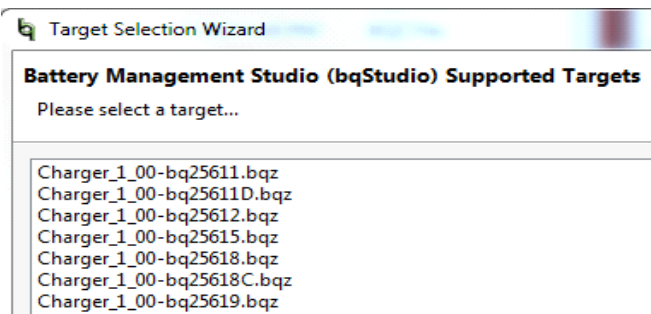 Target Selection Wizard
Battery Management Studio (bqStudio) Supported Targets
Please select a target...
Charger_1_00-bq25611.bqz
Charger_1_00-bq25611D.bqz
Charger_1_00-bq25612.bqz
Charger_1_00-bq25615.bqz
Charger_1_00-bq25618.bqz
Charger_1_00-bq25618C.bqz
Charger_1_00-bq25619.bqz